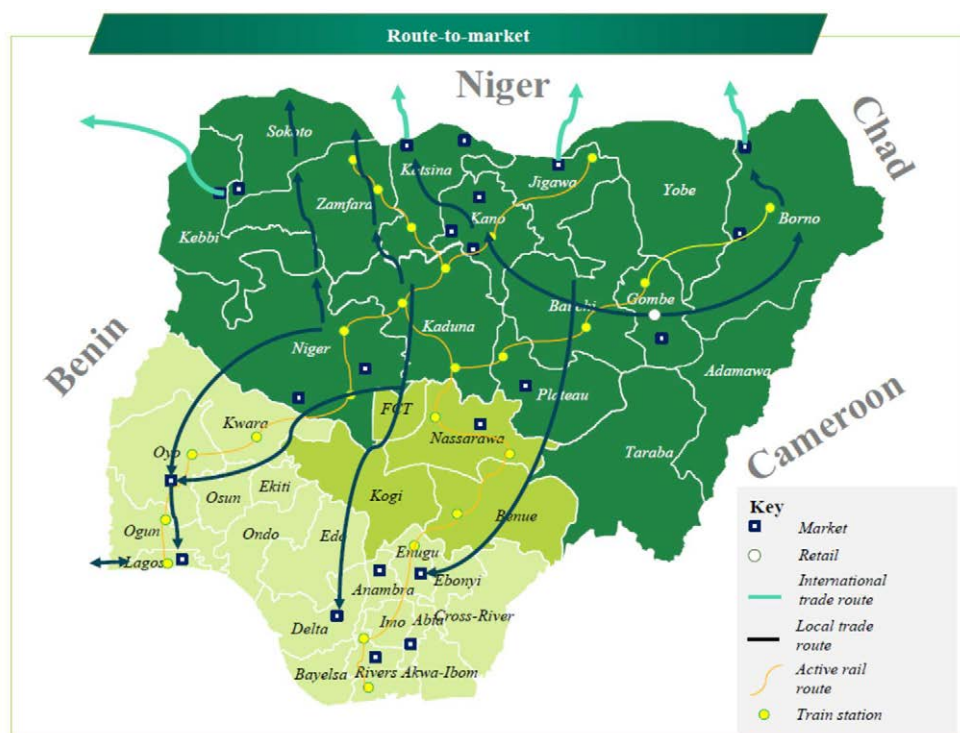 Route-to-market
Niger
Chad
Sokoto
Katsina
Jigawa
Yobe
Zamfara
Kano
Borno
Kebbi
Gombe
Bauchi
Kaduna
Niger
Benin
Adamawa
Plateau
FCT
Kwara
Nassarawa
Cameroon
Oyo
Taraba
Osun
Ekiti
Kogi
Benue
Ogun
Ondo
Edo
Enugu
Lagos
Ebonyi
Anambra
Delta
Imo
Abia
Cross-River
Bayelsa
Rivers
Akwa-Ibom
Key
Market
Retail
International
trade route
Local trade
route
Active rail
route
Train station